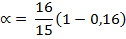 ∝ = 16/15 (1 − 0,16)